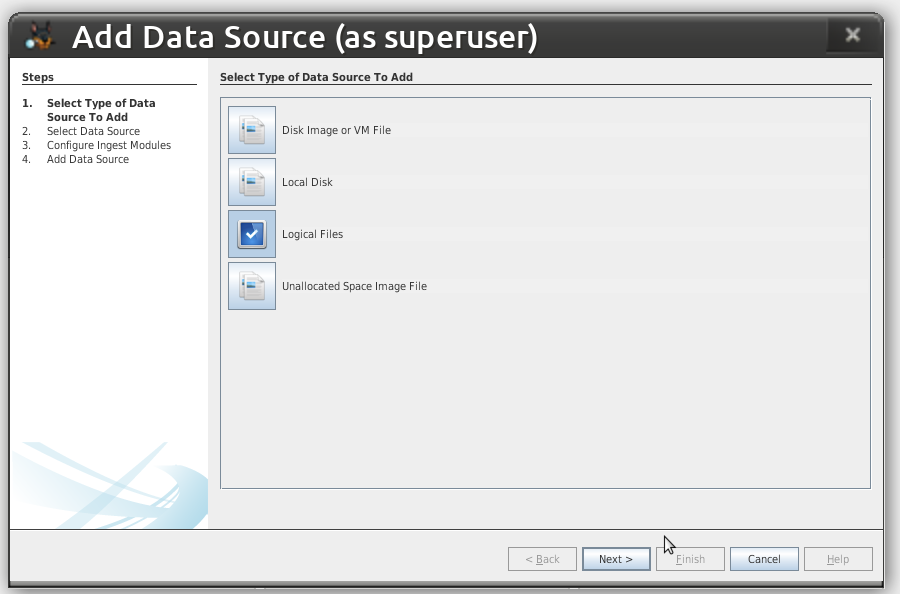 Add Data Source (as superuser)
Steps
1. Select Type of Data
Source To Add
2. Select Data Source
3. Configure Ingest Modules
4. Add Data Source
Select Type of Data Source To Add
Disk Image or VM File
Local Disk
Logical Files
Unallocated Space Image File
< Back
Next >
Finish
Cancel
Help